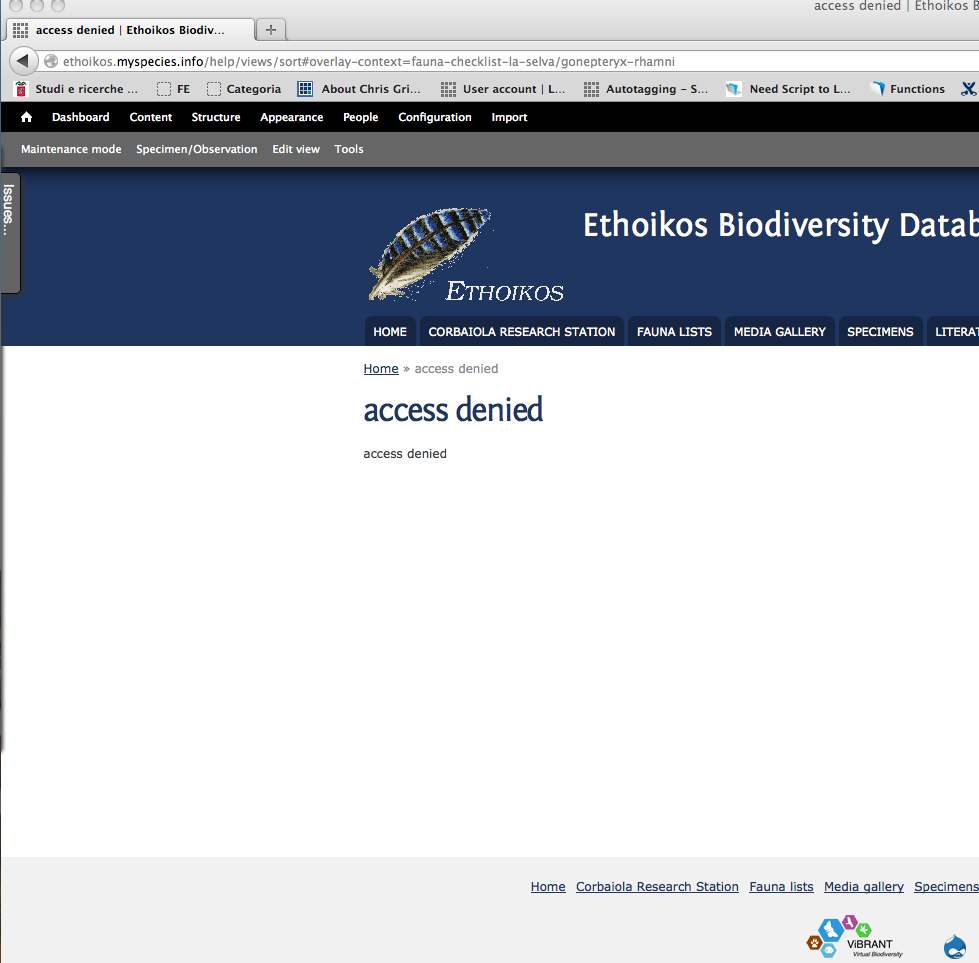 access denied | Ethoikos B
access denied | Ethoikos Biodiv...
ethoikos.myspecies.info/help/views/sort#overlay-context=fauna-checklist-la-selva/gonepteryx-rhamni
Studi e ricerche ... FE Categoria About Chris Gri... User account | L... Autotagging – S... Need Script to L... Functions
Dashboard Content Structure Appearance People Configuration Import
Maintenance mode Specimen/Observation Edit view Tools
Issues...
Ethoikos Biodiversity Datab
ETHOIKOS
HOME CORBAIOLA RESEARCH STATION FAUNA LISTS MEDIA GALLERY SPECIMENS LITERAT
Home » access denied
access denied
access denied
Home Corbaiola Research Station Fauna lists Media gallery Specimens
ViBRANT
Virtual Biodiversity